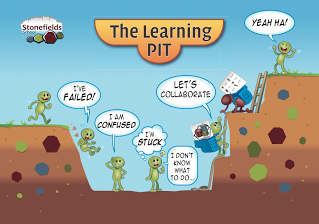 Stonefields
The Learning
PIT
YEAH HA!
I'VE
FAILED!
I AM
CONFUSED
I'M
STUCK
I DON'T
KNOW
WHAT
TO DO...
LET'S
COLLABORATE